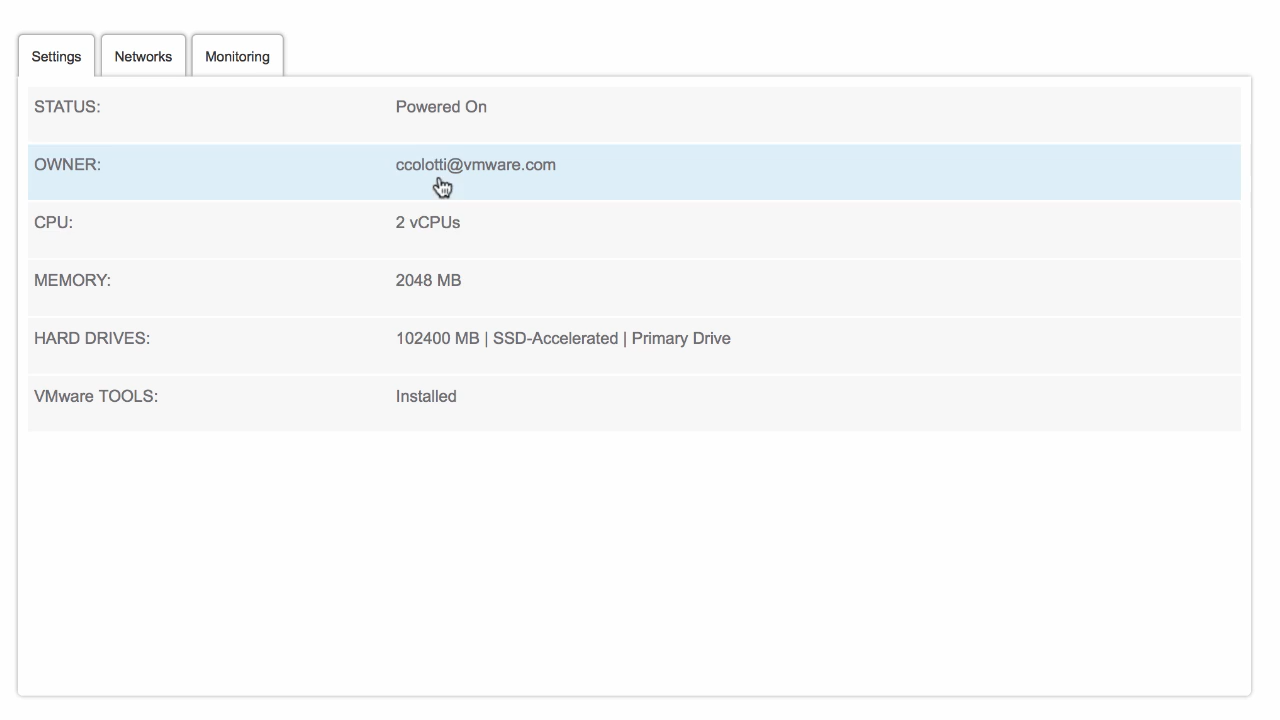 Settings Networks Monitoring
STATUS: Powered On
OWNER: ccolotti@vmware.com
CPU: 2 vCPUs
MEMORY: 2048 MB
HARD DRIVES: 102400 MB | SSD-Accelerated | Primary Drive
VMware TOOLS: Installed